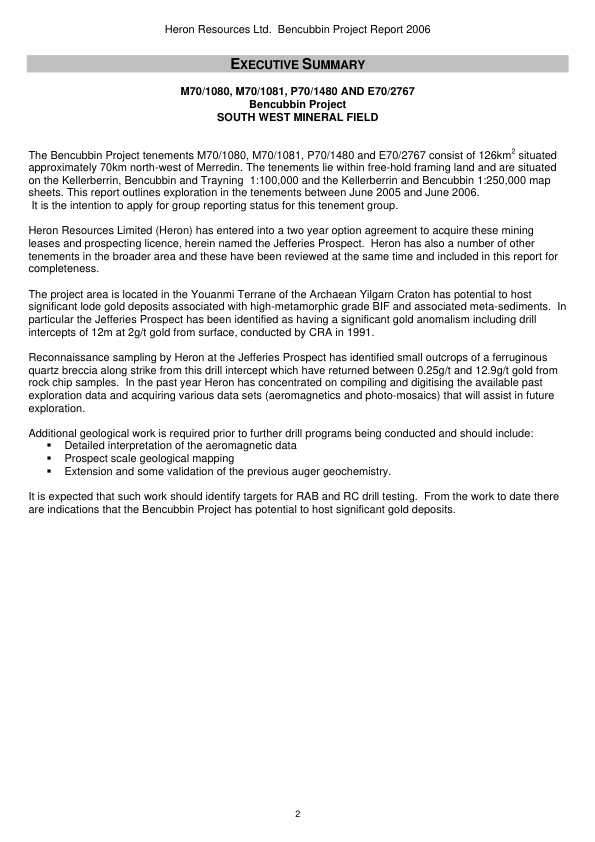 Heron Resources Ltd.  Bencubbin Project Report 2006
EXECUTIVE SUMMARY
M70/1080, M70/1081, P70/1480 AND E70/2767
Bencubbin Project
SOUTH WEST MINERAL FIELD
The Bencubbin Project tenements M70/1080, M70/1081, P70/1480 and E70/2767 consist of 126km² situated
approximately 70km north-west of Merredin. The tenements lie within free-hold framing land and are situated
on the Kellerberrin, Bencubbin and Trayning  1:100,000 and the Kellerberrin and Bencubbin 1:250,000 map
sheets. This report outlines exploration in the tenements between June 2005 and June 2006.
It is the intention to apply for group reporting status for this tenement group.
Heron Resources Limited (Heron) has entered into a two year option agreement to acquire these mining
leases and prospecting licence, herein named the Jefferies Prospect.  Heron has also a number of other
tenements in the broader area and these have been reviewed at the same time and included in this report for
completeness.
The project area is located in the Youanmi Terrane of the Archaean Yilgarn Craton has potential to host
significant lode gold deposits associated with high-metamorphic grade BIF and associated meta-sediments.  In
particular the Jefferies Prospect has been identified as having a significant gold anomalism including drill
intercepts of 12m at 2g/t gold from surface, conducted by CRA in 1991.
Reconnaissance sampling by Heron at the Jefferies Prospect has identified small outcrops of a ferruginous
quartz breccia along strike from this drill intercept which have returned between 0.25g/t and 12.9g/t gold from
rock chip samples.  In the past year Heron has concentrated on compiling and digitising the available past
exploration data and acquiring various data sets (aeromagnetics and photo-mosaics) that will assist in future
exploration.
Additional geological work is required prior to further drill programs being conducted and should include:
▪ Detailed interpretation of the aeromagnetic data
▪ Prospect scale geological mapping
▪ Extension and some validation of the previous auger geochemistry.
It is expected that such work should identify targets for RAB and RC drill testing.  From the work to date there
are indications that the Bencubbin Project has potential to host significant gold deposits.
2